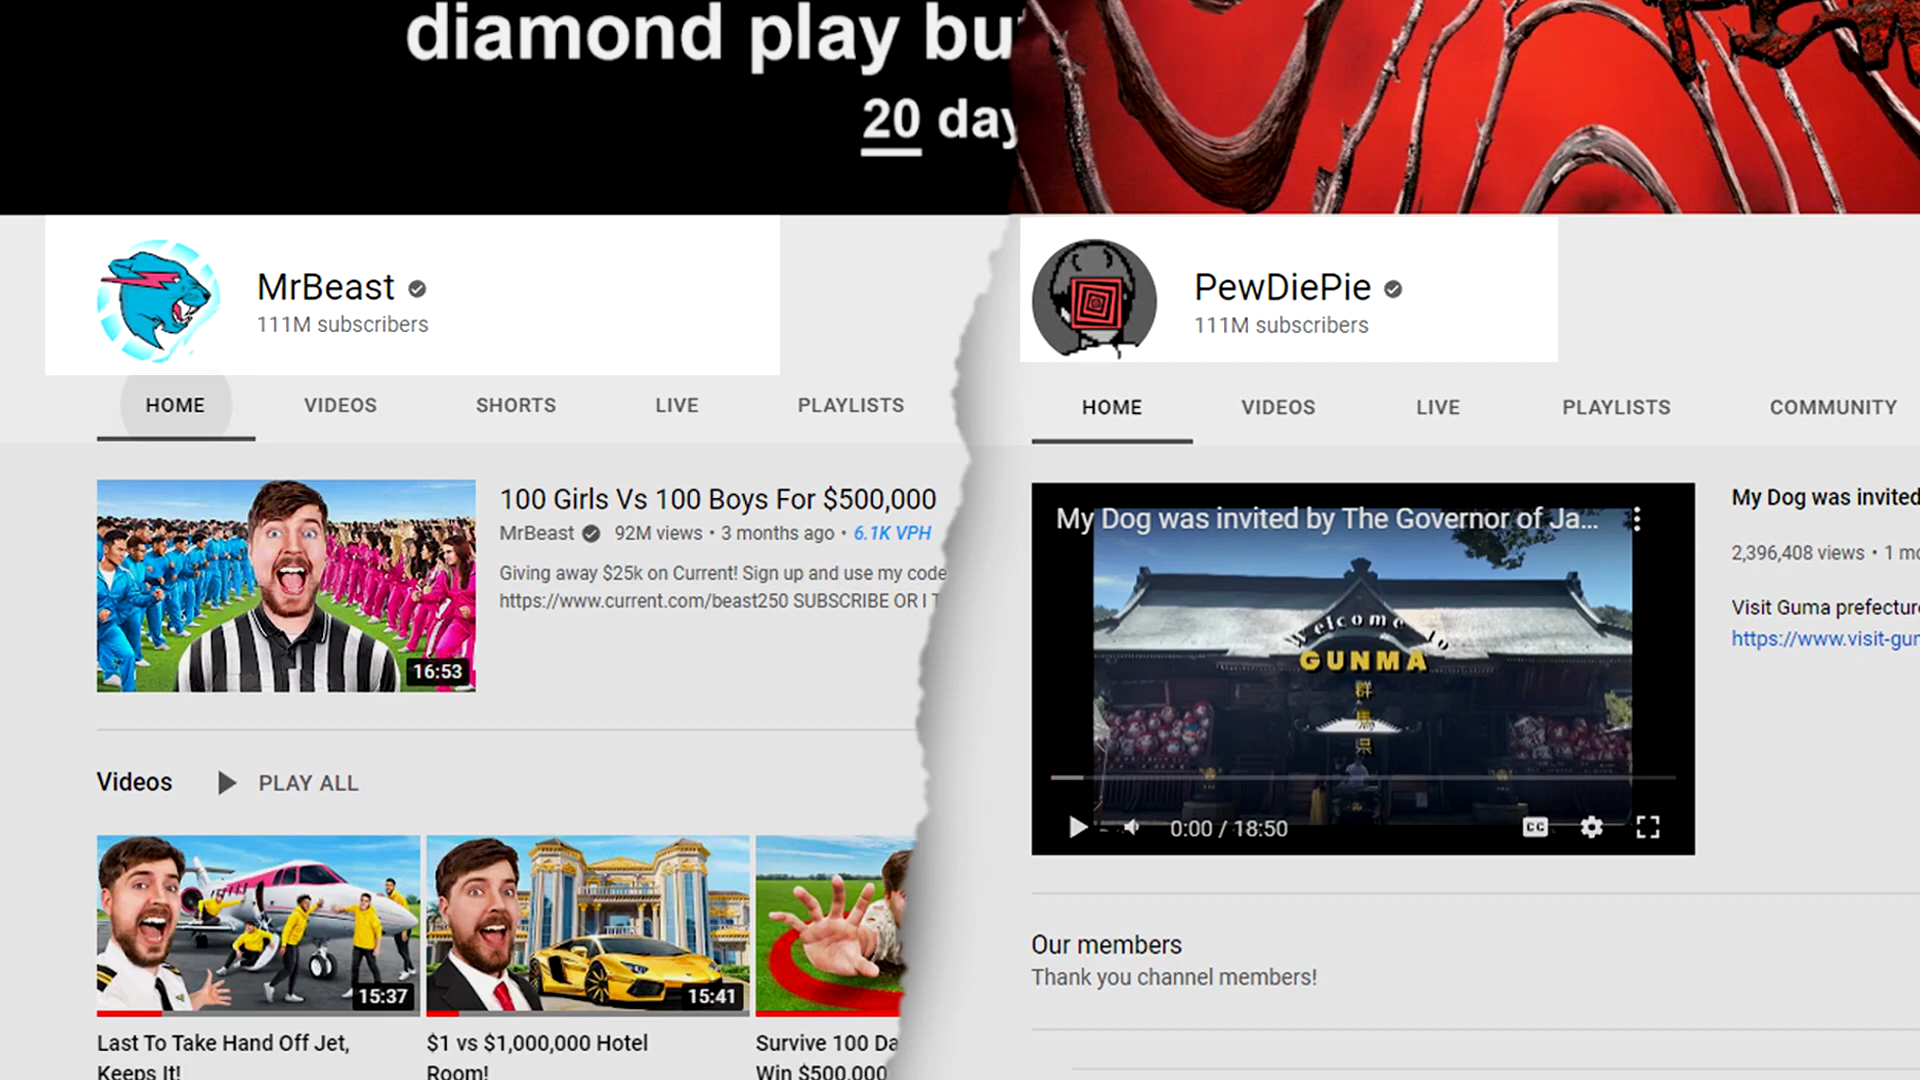 diamond play bu
20 day
MrBeast
111M subscribers
HOME VIDEOS SHORTS LIVE PLAYLISTS
100 Girls Vs 100 Boys For $500,000
MrBeast 92M views • 3 months ago • 6.1K VPH
Giving away $25k on Current! Sign up and use my code
https://www.current.com/beast250 SUBSCRIBE OR I T
16:53
Videos PLAY ALL
15:37
15:41
Last To Take Hand Off Jet,
Keeps It!
$1 vs $1,000,000 Hotel
Room!
Survive 100 Da
Win $500,000
PewDiePie
111M subscribers
HOME VIDEOS LIVE PLAYLISTS COMMUNITY
My Dog was invited by The Governor of Ja...
Welcome to
GUNMA
群
馬
県
0:00 / 18:50
CC
My Dog was invited
2,396,408 views • 1 mo
Visit Guma prefecture
https://www.visit-gun
Our members
Thank you channel members!